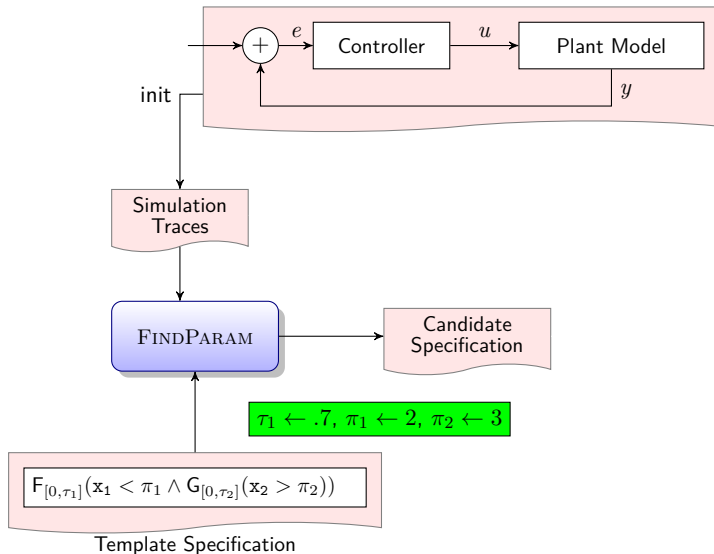 +
e
Controller
u
Plant Model
y
init
Simulation
Traces
FINDPARAM
Candidate
Specification
τ₁ ← .7, π₁ ← 2, π₂ ← 3
F[0,τ₁](x₁ < π₁ ∧ G[0,τ₂](x₂ > π₂))
Template Specification